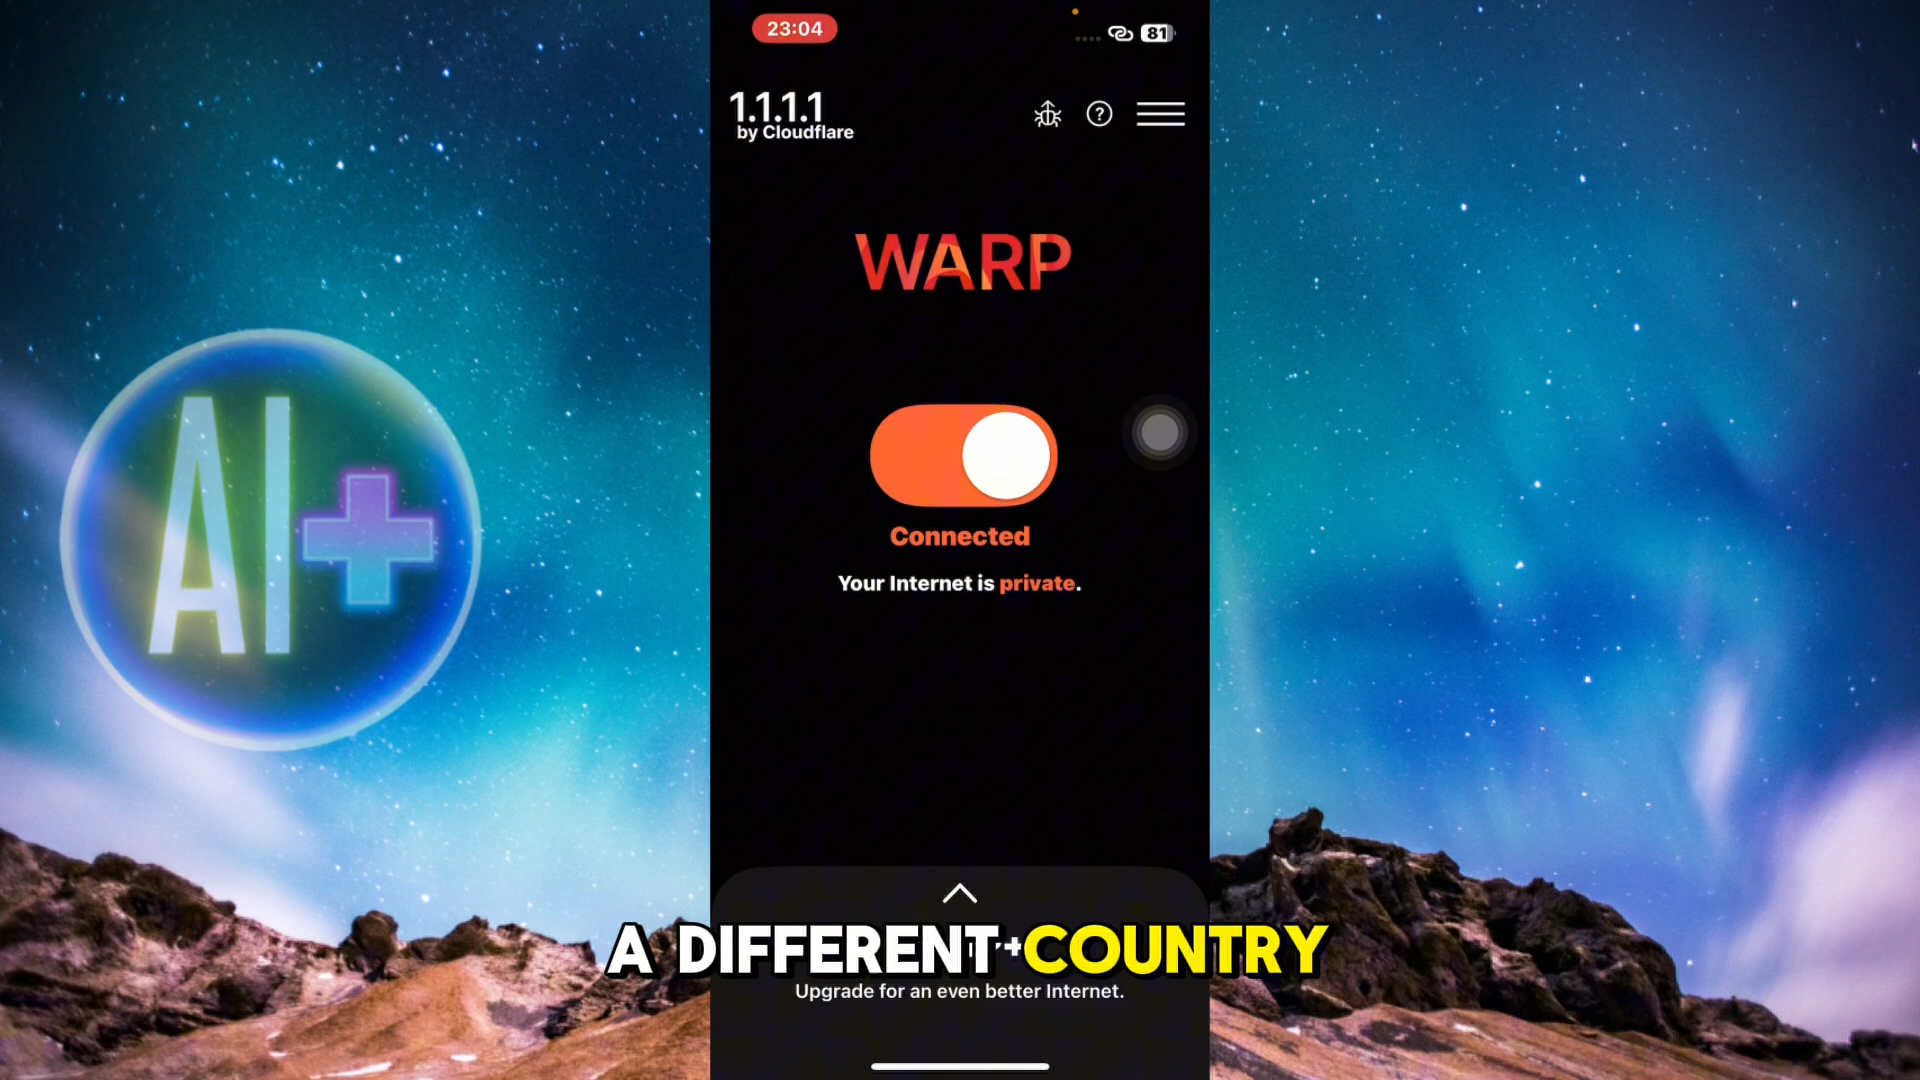 23:04
81
1.1.1.1
by Cloudflare
?
WARP
AI+
Connected
Your Internet is private.
A DIFFERENT COUNTRY
Upgrade for an even better Internet.